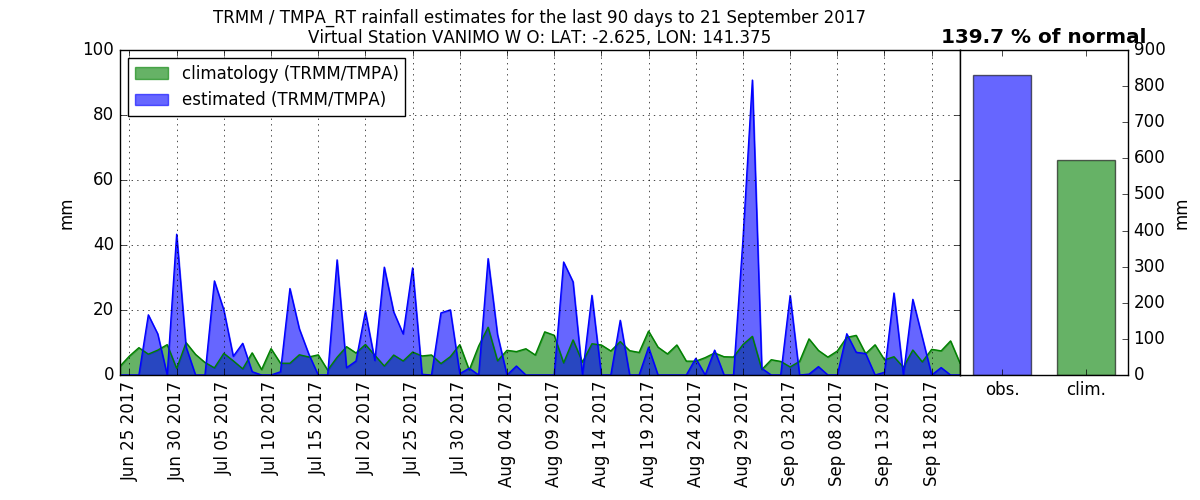 TRMM / TMPA_RT rainfall estimates for the last 90 days to 21 September 2017
Virtual Station VANIMO W O: LAT: -2.625, LON: 141.375
139.7 % of normal
climatology (TRMM/TMPA)
estimated (TRMM/TMPA)
100
80
60
40
20
0
mm
Jun 25 2017
Jun 30 2017
Jul 05 2017
Jul 10 2017
Jul 15 2017
Jul 20 2017
Jul 25 2017
Jul 30 2017
Aug 04 2017
Aug 09 2017
Aug 14 2017
Aug 19 2017
Aug 24 2017
Aug 29 2017
Sep 03 2017
Sep 08 2017
Sep 13 2017
Sep 18 2017
obs.
clim.
900
800
700
600
500
400
300
200
100
0
mm